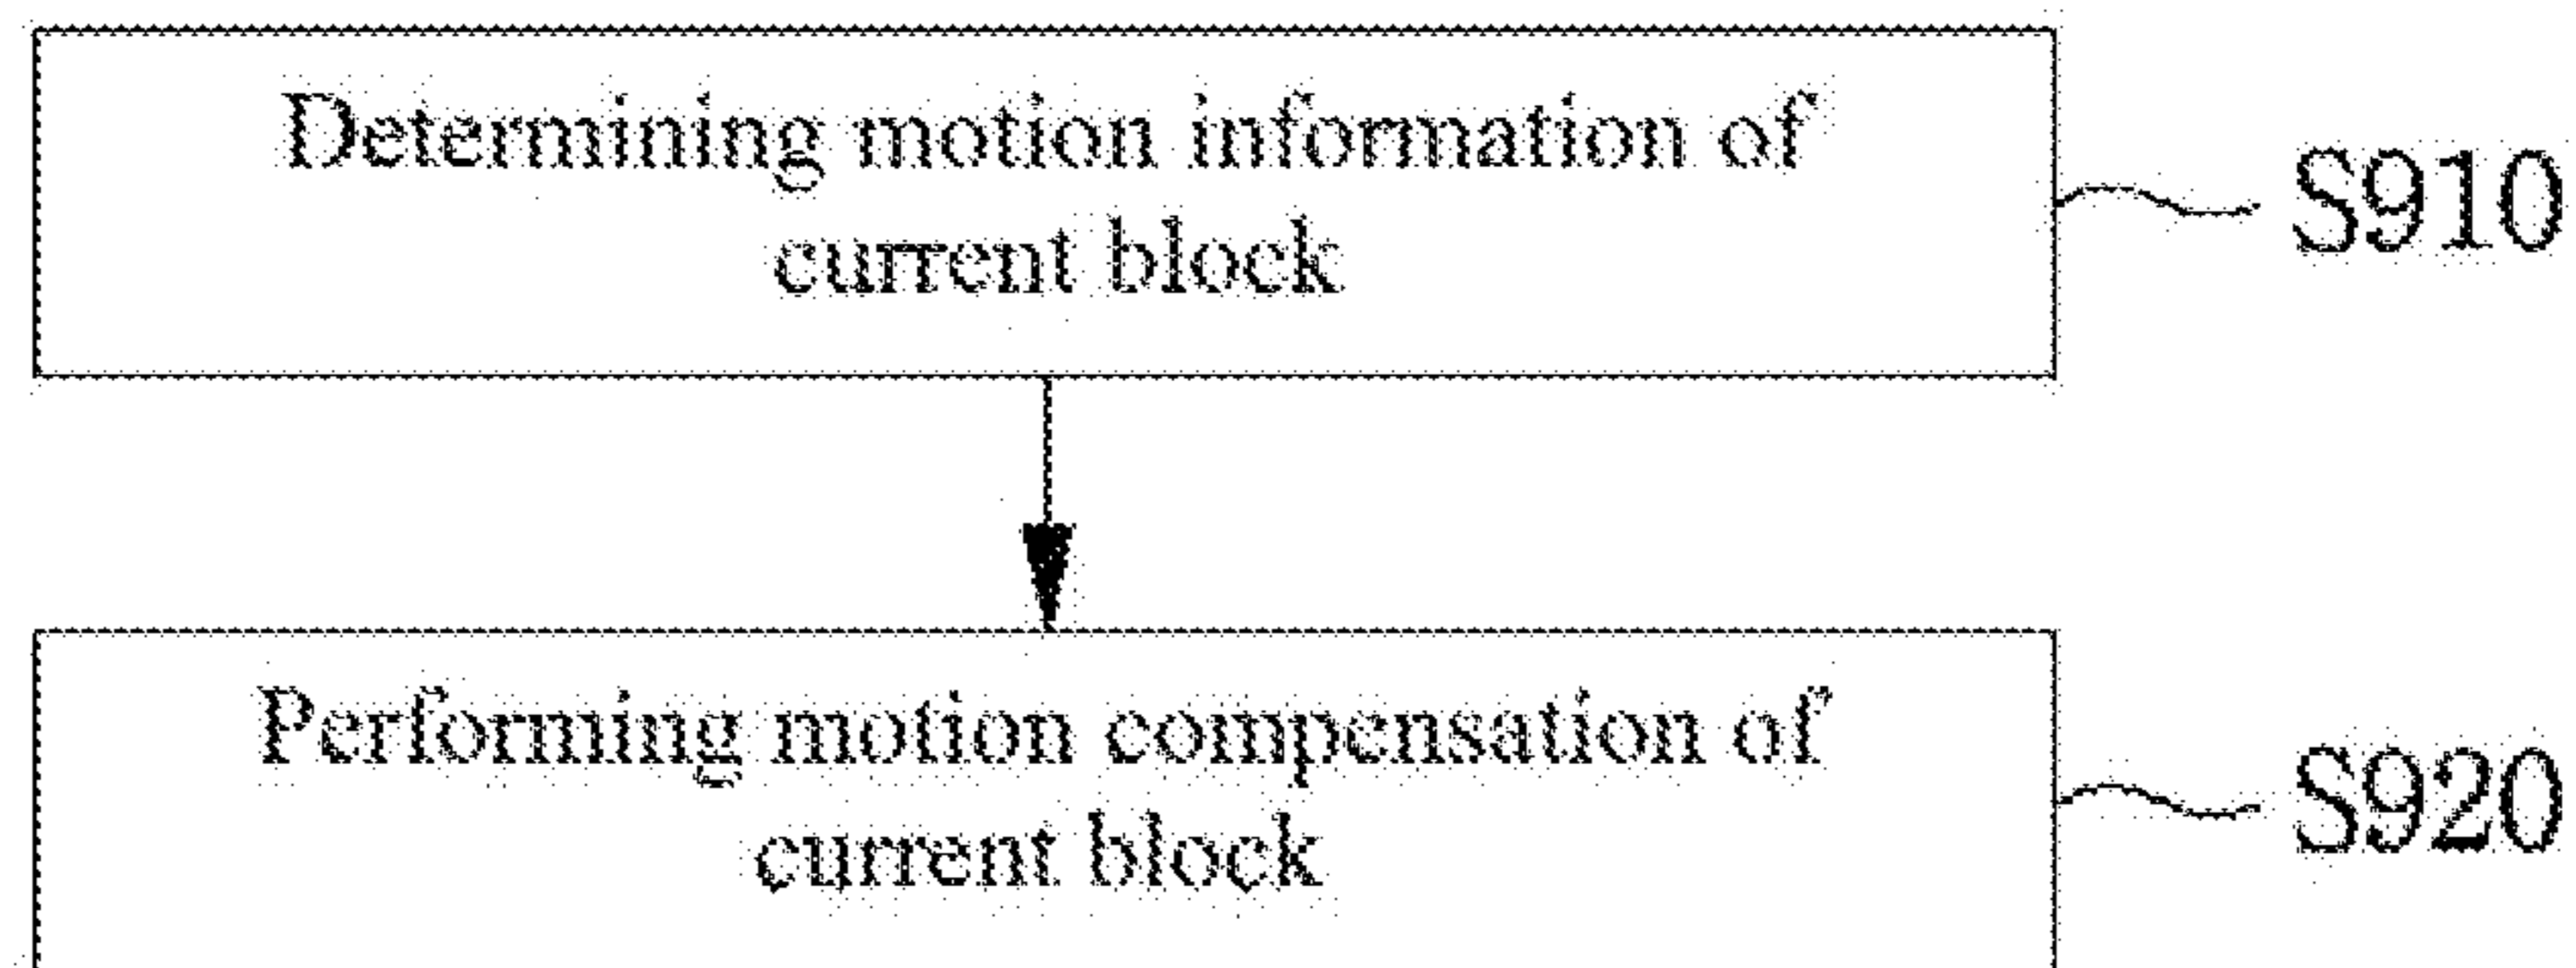 Determining motion information of
current block
S910
Performing motion compensation of
current block
S920